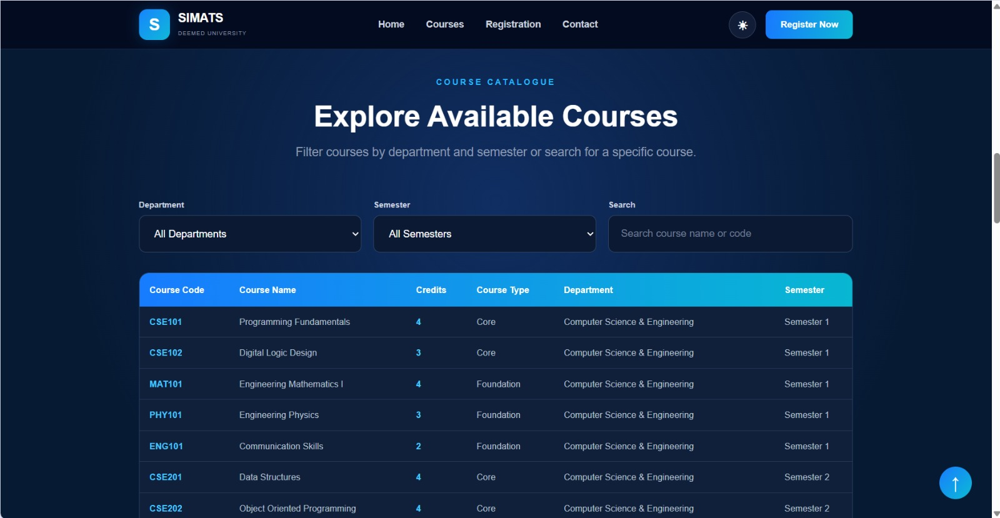 S
SIMATS
DEEMED UNIVERSITY
Home Courses Registration Contact
Register Now
COURSE CATALOGUE
Explore Available Courses
Filter courses by department and semester or search for a specific course.
Department Semester Search
All Departments All Semesters Search course name or code
Course Code Course Name Credits Course Type Department Semester
CSE101 Programming Fundamentals 4 Core Computer Science & Engineering Semester 1
CSE102 Digital Logic Design 3 Core Computer Science & Engineering Semester 1
MAT101 Engineering Mathematics I 4 Foundation Computer Science & Engineering Semester 1
PHY101 Engineering Physics 3 Foundation Computer Science & Engineering Semester 1
ENG101 Communication Skills 2 Foundation Computer Science & Engineering Semester 1
CSE201 Data Structures 4 Core Computer Science & Engineering Semester 2
CSE202 Object Oriented Programming 4 Core Computer Science & Engineering Semester 2